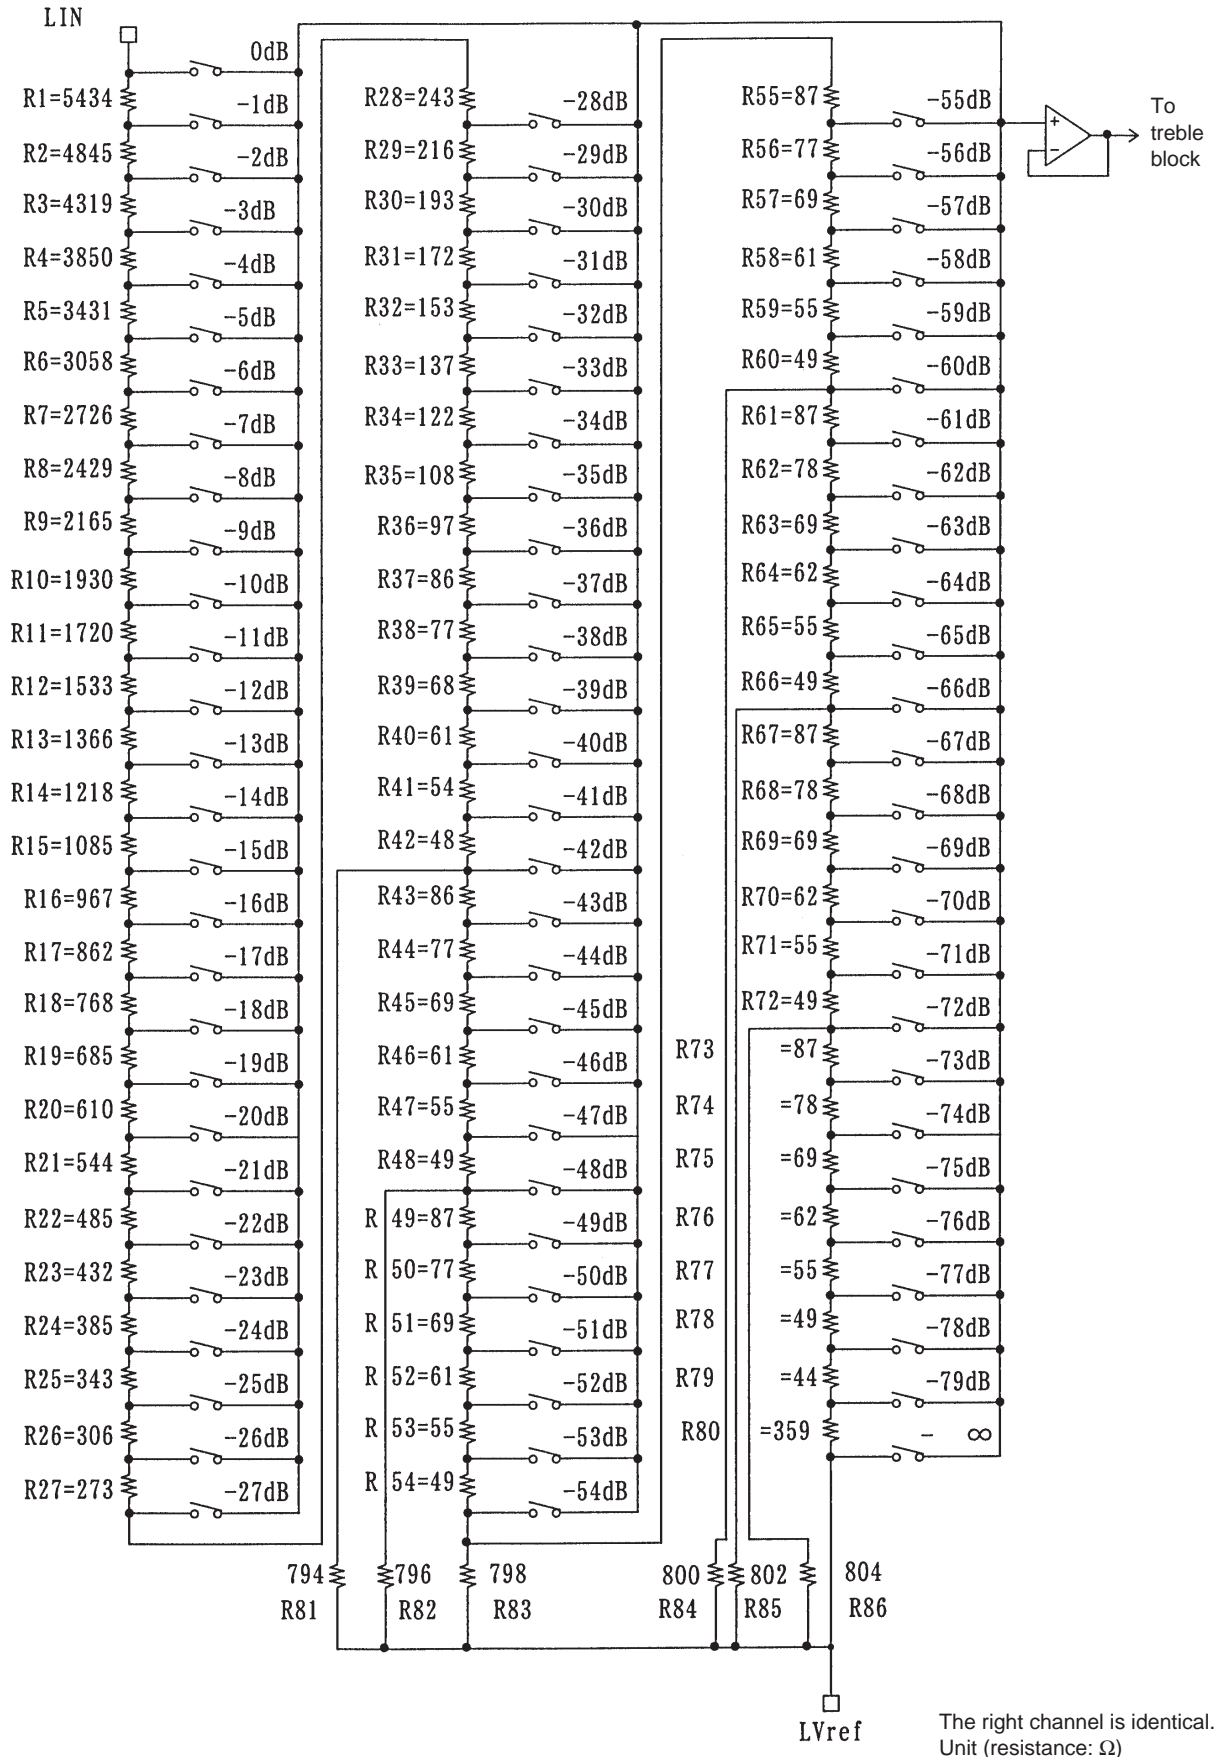 LIN
0dB
R1=5434
-1dB
R2=4845
-2dB
R3=4319
-3dB
R4=3850
-4dB
R5=3431
-5dB
R6=3058
-6dB
R7=2726
-7dB
R8=2429
-8dB
R9=2165
-9dB
R10=1930
-10dB
R11=1720
-11dB
R12=1533
-12dB
R13=1366
-13dB
R14=1218
-14dB
R15=1085
-15dB
R16=967
-16dB
R17=862
-17dB
R18=768
-18dB
R19=685
-19dB
R20=610
-20dB
R21=544
-21dB
R22=485
-22dB
R23=432
-23dB
R24=385
-24dB
R25=343
-25dB
R26=306
-26dB
R27=273
-27dB
R28=243
-28dB
R29=216
-29dB
R30=193
-30dB
R31=172
-31dB
R32=153
-32dB
R33=137
-33dB
R34=122
-34dB
R35=108
-35dB
R36=97
-36dB
R37=86
-37dB
R38=77
-38dB
R39=68
-39dB
R40=61
-40dB
R41=54
-41dB
R42=48
-42dB
R43=86
-43dB
R44=77
-44dB
R45=69
-45dB
R46=61
-46dB
R47=55
-47dB
R48=49
-48dB
R 49=87
-49dB
R 50=77
-50dB
R 51=69
-51dB
R 52=61
-52dB
R 53=55
-53dB
R 54=49
-54dB
R55=87
-55dB
R56=77
-56dB
R57=69
-57dB
R58=61
-58dB
R59=55
-59dB
R60=49
-60dB
R61=87
-61dB
R62=78
-62dB
R63=69
-63dB
R64=62
-64dB
R65=55
-65dB
R66=49
-66dB
R67=87
-67dB
R68=78
-68dB
R69=69
-69dB
R70=62
-70dB
R71=55
-71dB
R72=49
-72dB
R73 =87
-73dB
R74 =78
-74dB
R75 =69
-75dB
R76 =62
-76dB
R77 =55
-77dB
R78 =49
-78dB
R79 =44
-79dB
R80 =359
- ∞
+
-
To
treble
block
794 796 798 800 802 804
R81 R82 R83 R84 R85 R86
LVref
The right channel is identical.
Unit (resistance: Ω)